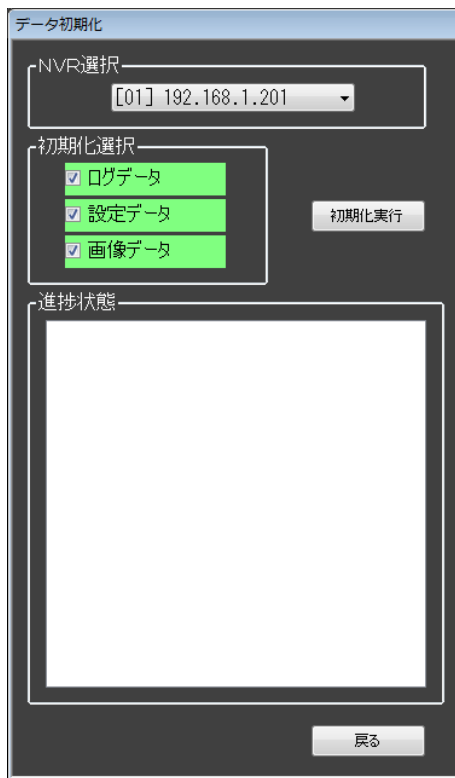 データ初期化
NVR選択
[01] 192.168.1.201
初期化選択
ログデータ
設定データ
画像データ
初期化実行
進捗状態
戻る